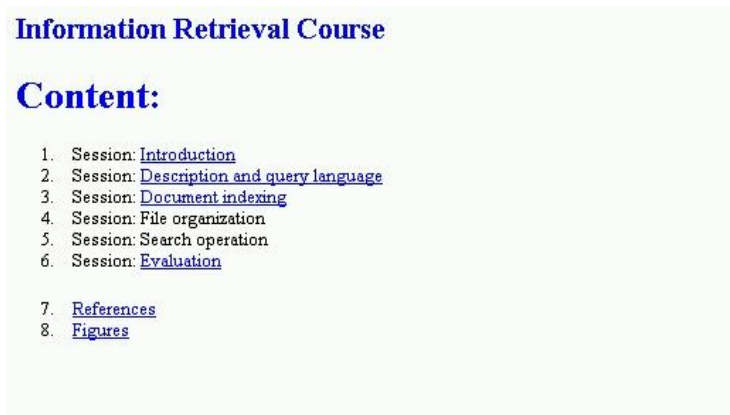 Information Retrieval Course
Content:
1. Session: Introduction
2. Session: Description and query language
3. Session: Document indexing
4. Session: File organization
5. Session: Search operation
6. Session: Evaluation
7. References
8. Figures